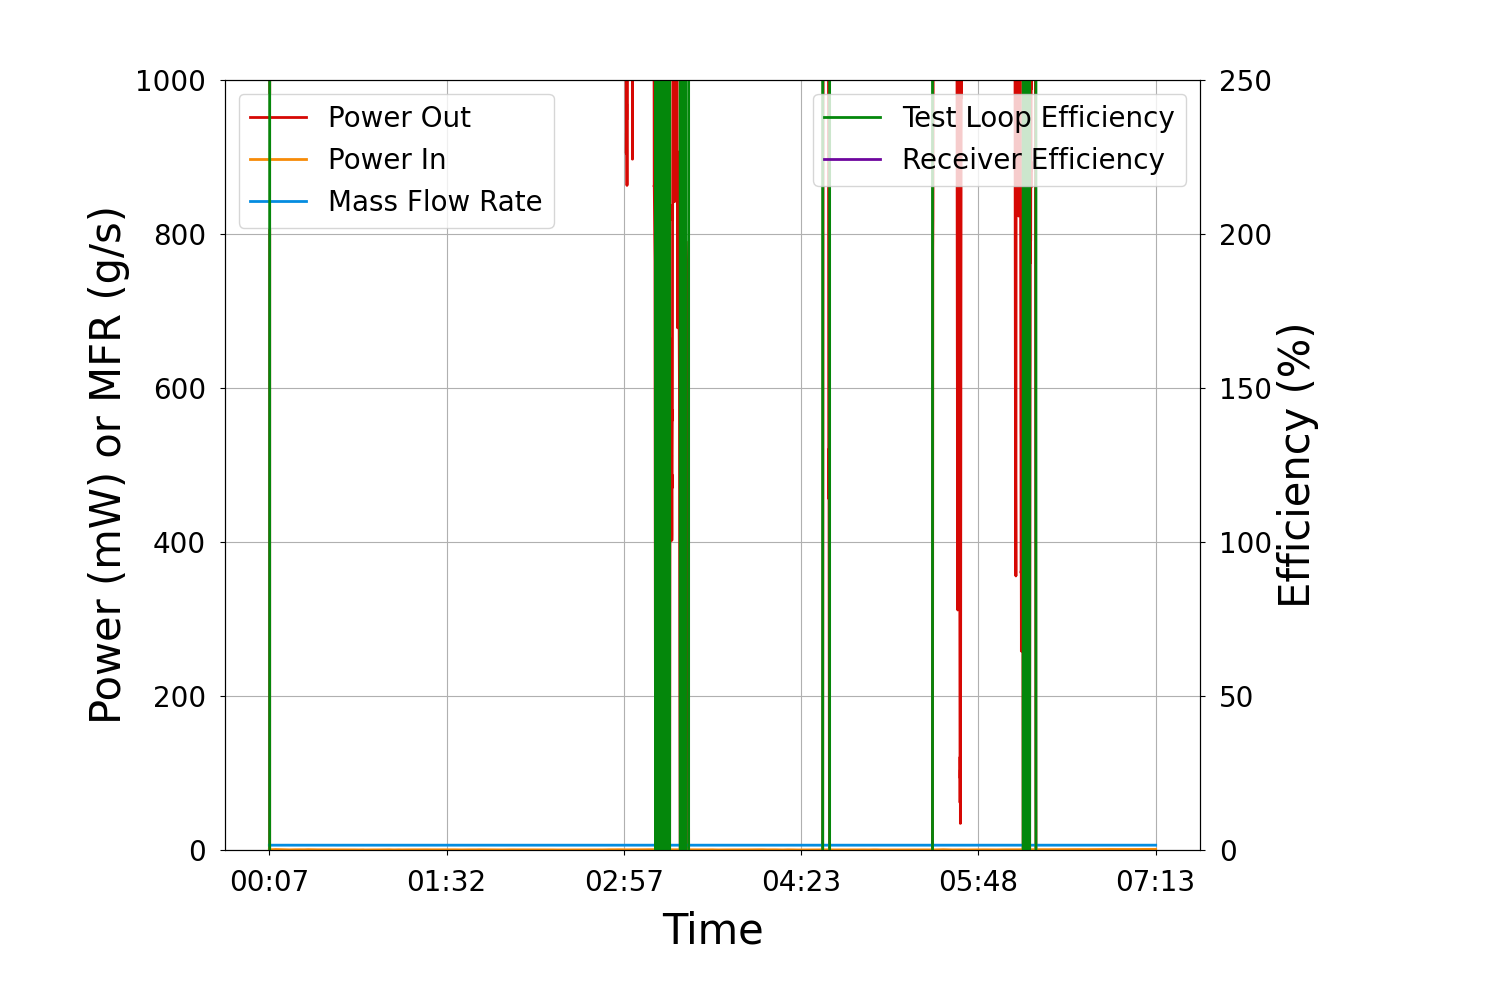 1000
800
600
400
200
0
Power (mW) or MFR (g/s)
Power Out
Power In
Mass Flow Rate
Test Loop Efficiency
Receiver Efficiency
250
200
150
100
50
0
Efficiency (%)
00:07 01:32 02:57 04:23 05:48 07:13
Time